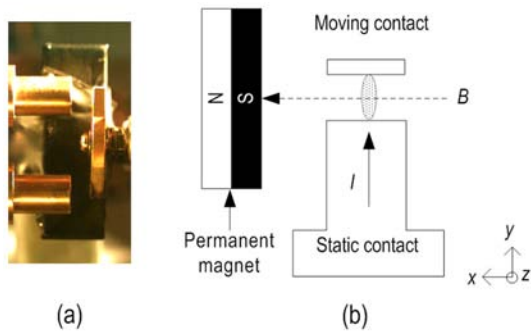 Moving contact
N
S
B
I
Permanent
magnet
Static contact
y
x
z
(a)
(b)